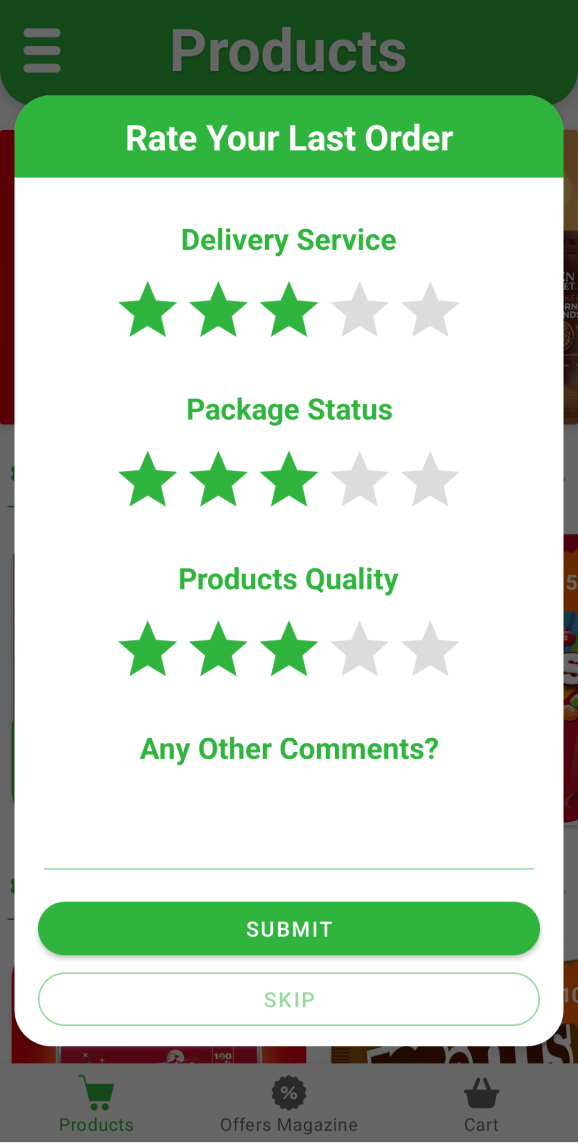 Products
Rate Your Last Order
Delivery Service
Package Status
Products Quality
Any Other Comments?
SUBMIT
SKIP
Products
Offers Magazine
Cart